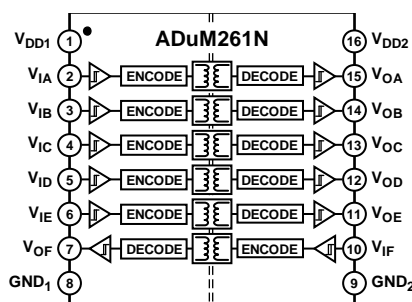 ADuM261N
VDD1 1 16 VDD2
VIA 2 ENCODE DECODE 15 VOA
VIB 3 ENCODE DECODE 14 VOB
VIC 4 ENCODE DECODE 13 VOC
VID 5 ENCODE DECODE 12 VOD
VIE 6 ENCODE DECODE 11 VOE
VOF 7 DECODE ENCODE 10 VIF
GND1 8 9 GND2